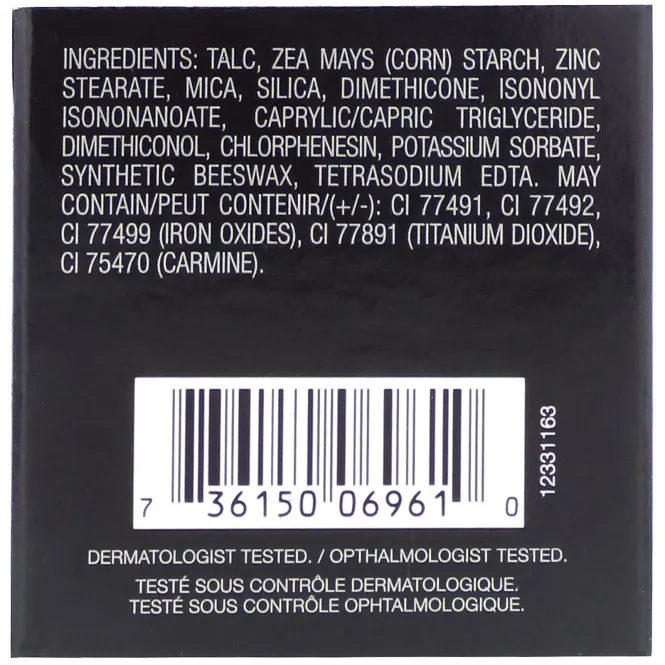 INGREDIENTS: TALC, ZEA MAYS (CORN) STARCH, ZINC
STEARATE, MICA, SILICA, DIMETHICONE, ISONONYL
ISONONANOATE, CAPRYLIC/CAPRIC TRIGLYCERIDE,
DIMETHICONOL, CHLORPHENESIN, POTASSIUM SORBATE,
SYNTHETIC BEESWAX, TETRASODIUM EDTA. MAY
CONTAIN/PEUT CONTENIR/(+/-): CI 77491, CI 77492,
CI 77499 (IRON OXIDES), CI 77891 (TITANIUM DIOXIDE),
CI 75470 (CARMINE).
7 36150 06961 0
12331163
DERMATOLOGIST TESTED. / OPTHALMOLOGIST TESTED.
TESTÉ SOUS CONTRÔLE DERMATOLOGIQUE.
TESTÉ SOUS CONTRÔLE OPHTALMOLOGIQUE.